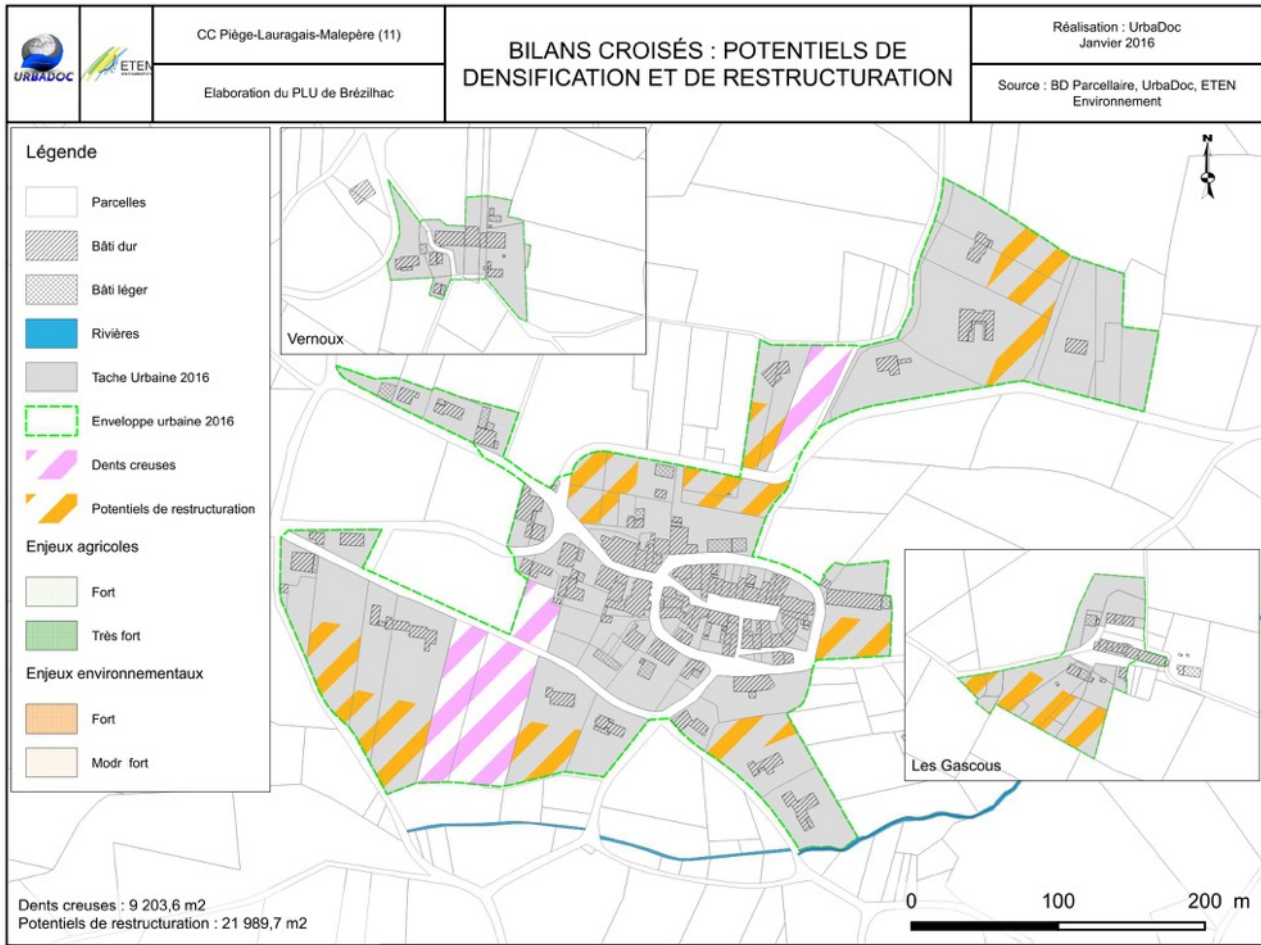 URBADOC
ETEN
CC Piège-Lauragais-Malepère (11)
Elaboration du PLU de Brézilhac
BILANS CROISÉS : POTENTIELS DE
DENSIFICATION ET DE RESTRUCTURATION
Réalisation : UrbaDoc
Janvier 2016
Source : BD Parcellaire, UrbaDoc, ETEN
Environnement
Légende
Parcelles
Bâti dur
Bâti léger
Rivières
Tache Urbaine 2016
Enveloppe urbaine 2016
Dents creuses
Potentiels de restructuration
Enjeux agricoles
Fort
Très fort
Enjeux environnementaux
Fort
Modr fort
Vernoux
N
Les Gascous
Dents creuses : 9 203,6 m2
Potentiels de restructuration : 21 989,7 m2
0 100 200 m